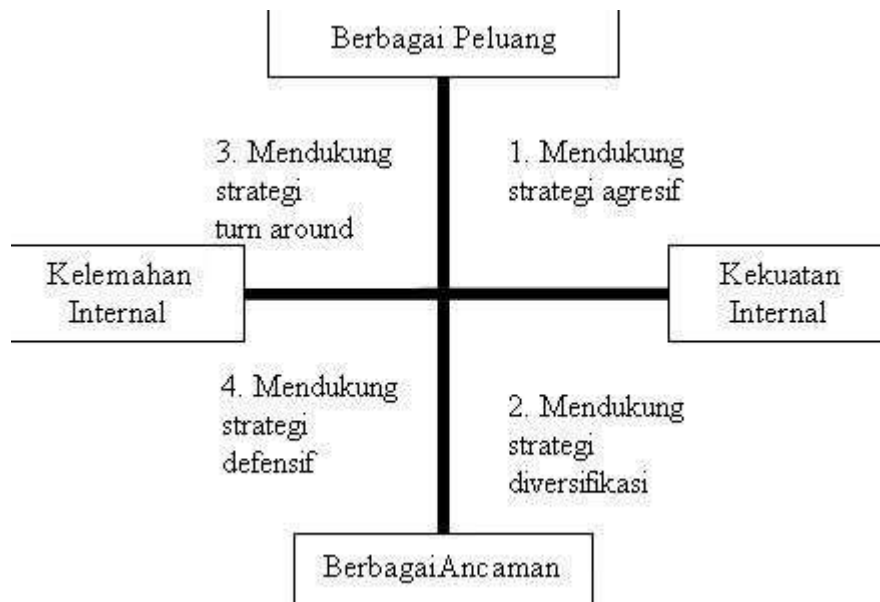 Berbagai Peluang
3. Mendukung
strategi
turn around
1. Mendukung
strategi agresif
Kelemahan
Internal
Kekuatan
Internal
4. Mendukung
strategi
defensif
2. Mendukung
strategi
diversifikasi
BerbagaiAncaman